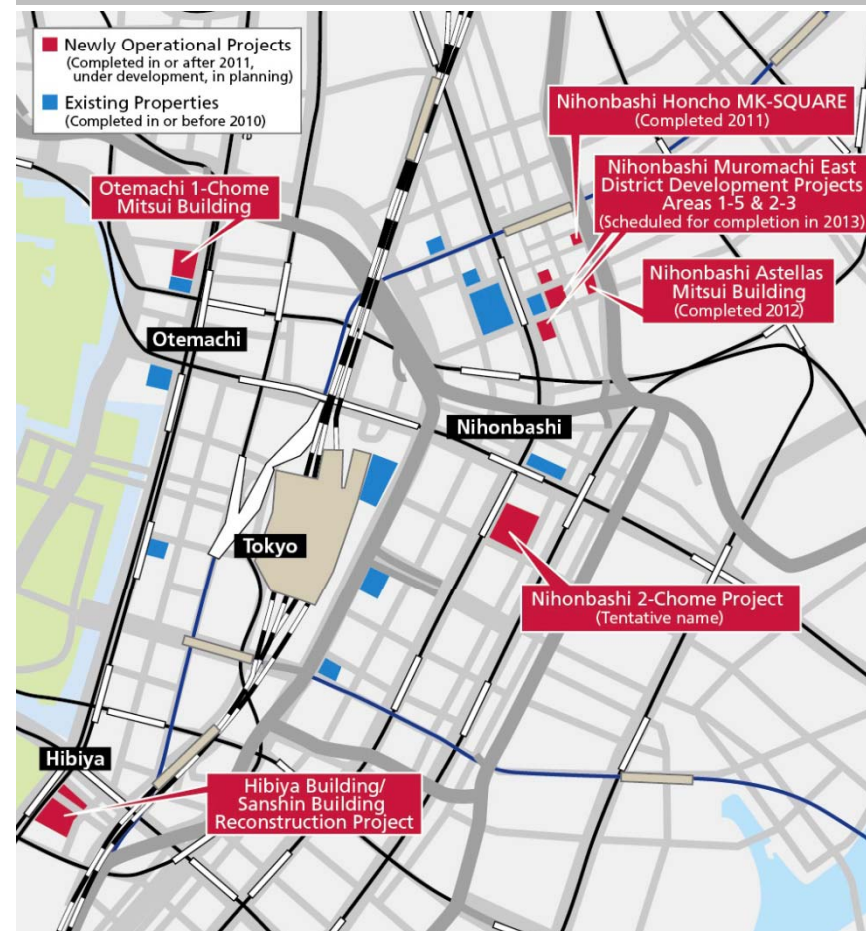 Newly Operational Projects
(Completed in or after 2011,
under development, in planning)
Existing Properties
(Completed in or before 2010)
Nihonbashi Honcho MK-SQUARE
(Completed 2011)
Nihonbashi Muromachi East
District Development Projects
Areas 1-5 & 2-3
(Scheduled for completion in 2013)
Otemachi 1-Chome
Mitsui Building
Nihonbashi Astellas
Mitsui Building
(Completed 2012)
Otemachi
Nihonbashi
Tokyo
Nihonbashi 2-Chome Project
(Tentative name)
Hibiya
Hibiya Building/
Sanshin Building
Reconstruction Project